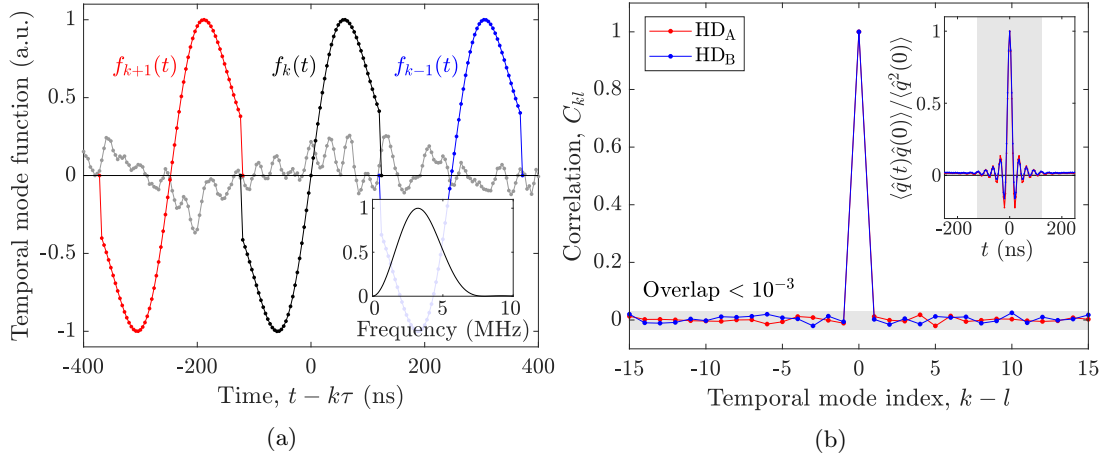 Temporal mode function (a.u.)
1
0.5
0
-0.5
-1
f_{k+1}(t)
f_k(t)
f_{k-1}(t)
1
0.5
0
0
5
10
Frequency (MHz)
-400
-200
0
200
400
Time, t − kτ (ns)
(a)
Correlation, C_{kl}
1
0.8
0.6
0.4
0.2
0
HD_A
HD_B
⟨q̂(t)q̂(0)⟩/⟨q̂²(0)⟩
1
0.5
0
-200
0
200
t (ns)
Overlap < 10⁻³
-15
-10
-5
0
5
10
15
Temporal mode index, k − l
(b)